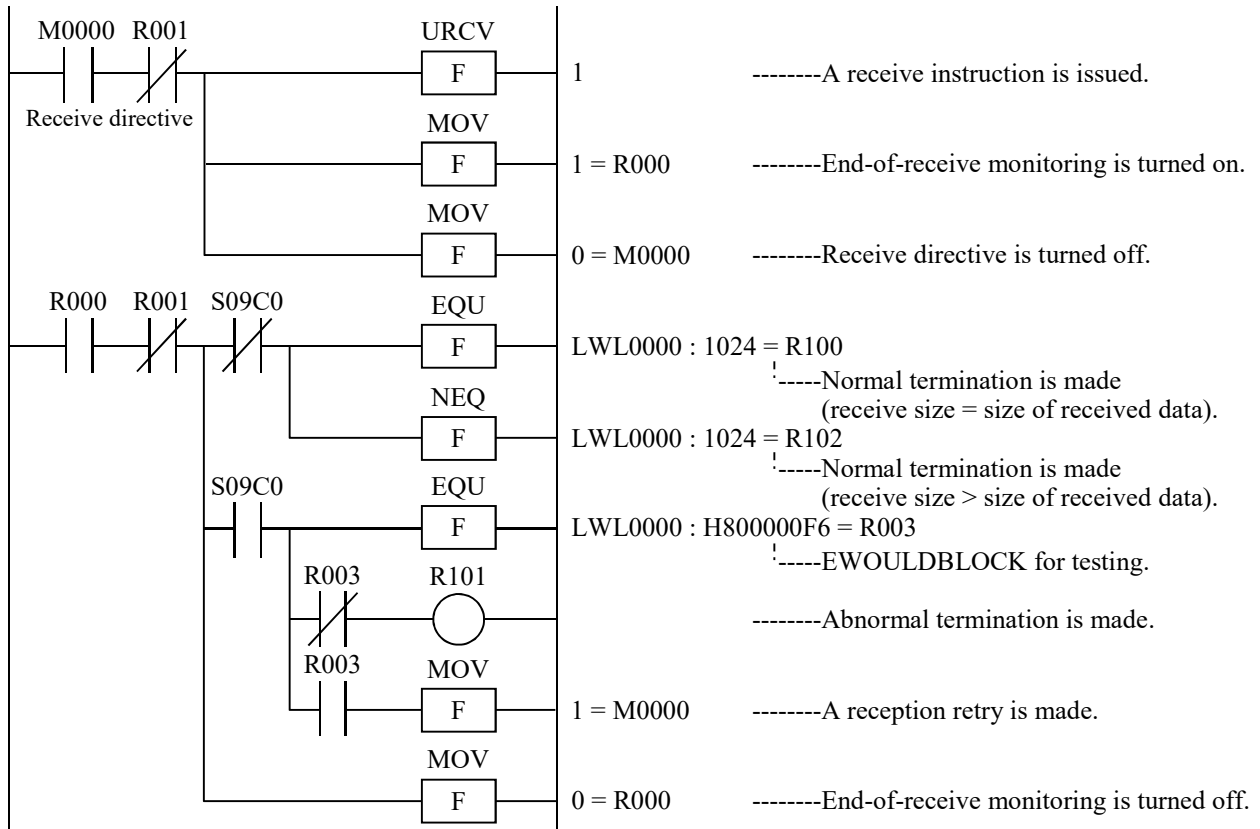 M0000 R001 URCV
F 1 --------A receive instruction is issued.
Receive directive
MOV
F 1 = R000 --------End-of-receive monitoring is turned on.
MOV
F 0 = M0000 --------Receive directive is turned off.
R000 R001 S09C0 EQU
F LWL0000 : 1024 = R100
-----Normal termination is made
(receive size = size of received data).
NEQ
F LWL0000 : 1024 = R102
-----Normal termination is made
(receive size > size of received data).
S09C0 EQU
F LWL0000 : H800000F6 = R003
-----EWOULDBLOCK for testing.
R003 R101
--------Abnormal termination is made.
R003 MOV
F 1 = M0000 --------A reception retry is made.
MOV
F 0 = R000 --------End-of-receive monitoring is turned off.